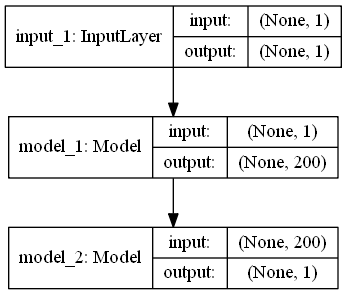 input_1: InputLayer
input: (None, 1)
output: (None, 1)
model_1: Model
input: (None, 1)
output: (None, 200)
model_2: Model
input: (None, 200)
output: (None, 1)